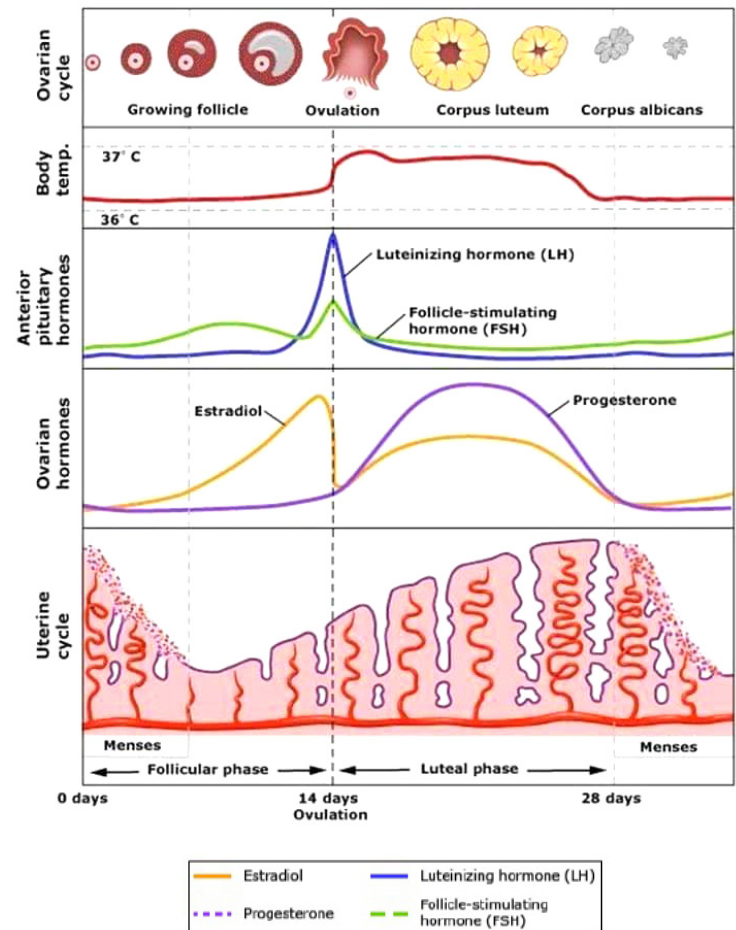 Ovarian
cycle
Growing follicle
Ovulation
Corpus luteum
Corpus albicans
Body
temp.
37° C
36° C
Anterior
pituitary
hormones
Luteinizing hormone (LH)
Follicle-stimulating
hormone (FSH)
Ovarian
hormones
Estradiol
Progesterone
Uterine
cycle
Menses
Menses
Follicular phase
Luteal phase
0 days
14 days
Ovulation
28 days
Estradiol
Luteinizing hormone (LH)
Progesterone
Follicle-stimulating
hormone (FSH)